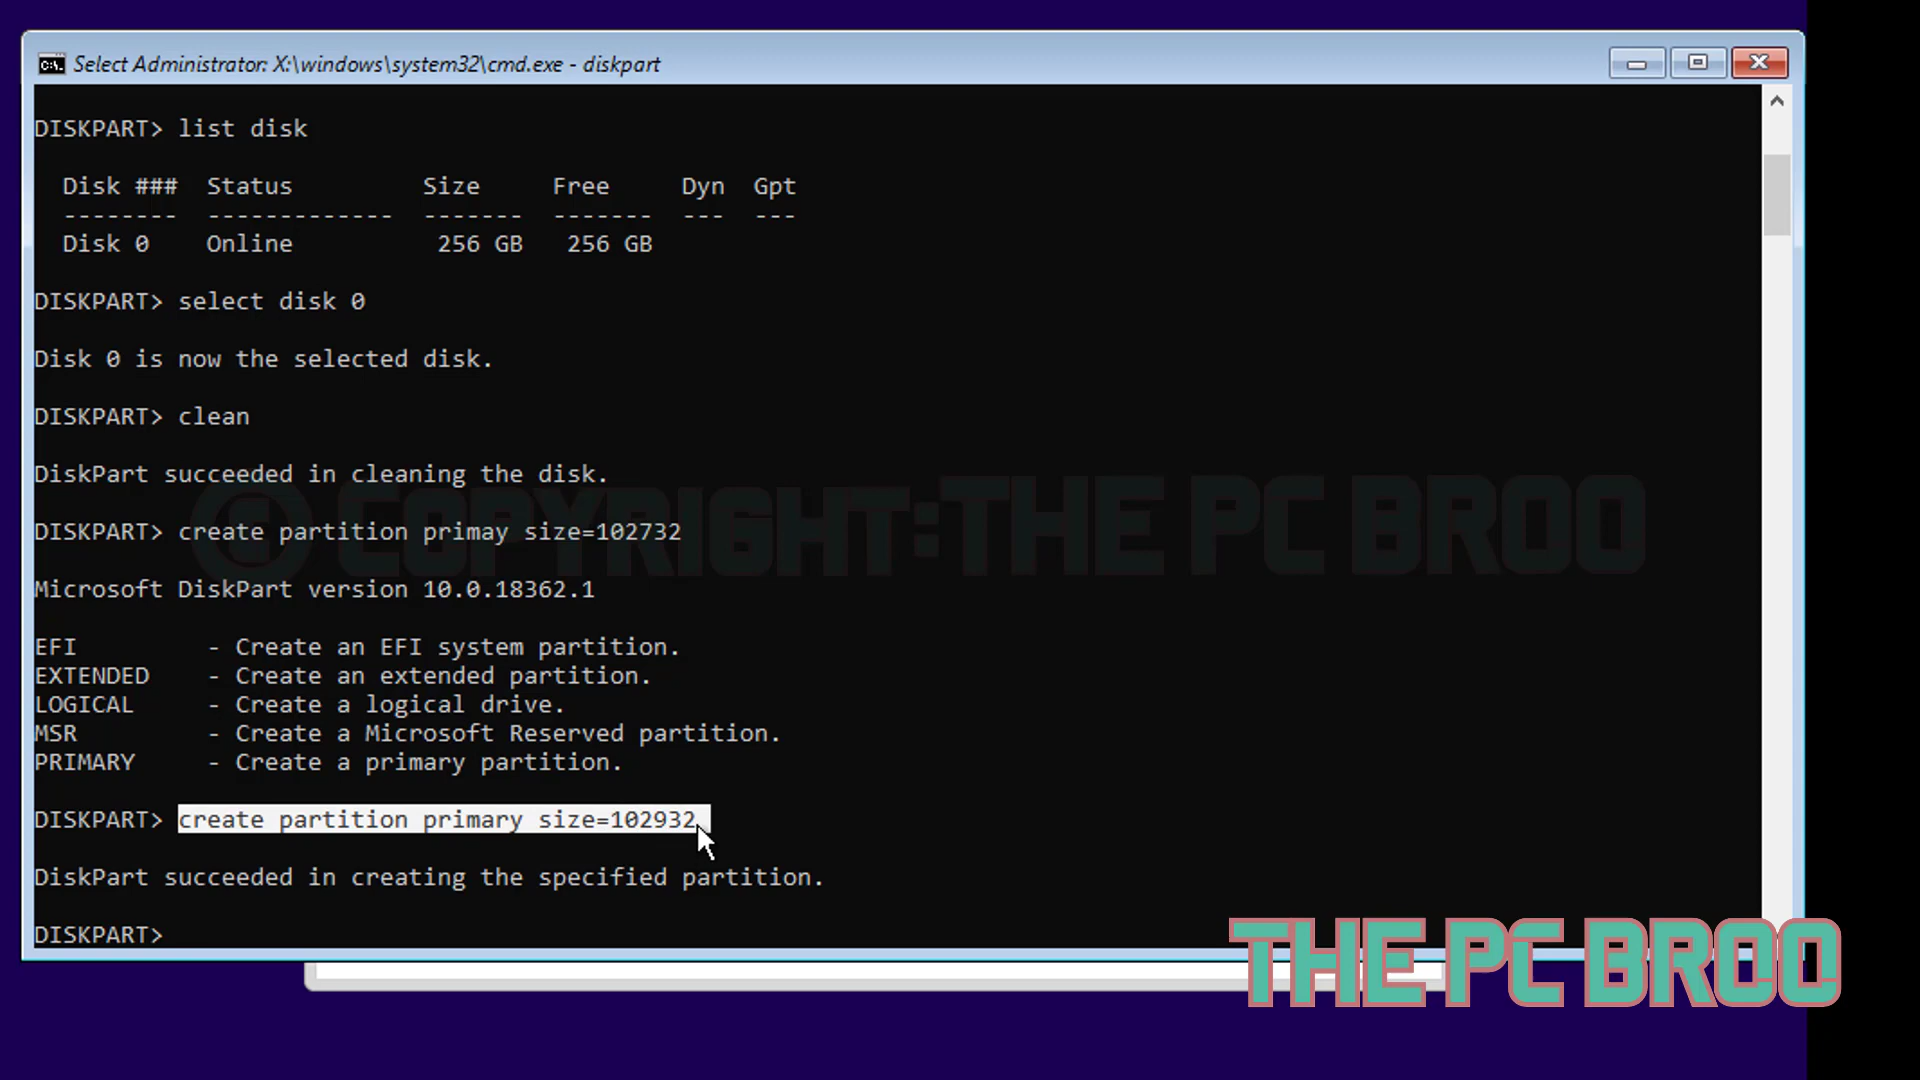 Select Administrator: X:\windows\system32\cmd.exe - diskpart
DISKPART> list disk
Disk ### Status Size Free Dyn Gpt
-------- ------------- ------- ------- --- ---
Disk 0 Online 256 GB 256 GB
DISKPART> select disk 0
Disk 0 is now the selected disk.
DISKPART> clean
DiskPart succeeded in cleaning the disk.
© COPYRIGHT:THE PC BROO
DISKPART> create partition primay size=102732
Microsoft DiskPart version 10.0.18362.1
EFI - Create an EFI system partition.
EXTENDED - Create an extended partition.
LOGICAL - Create a logical drive.
MSR - Create a Microsoft Reserved partition.
PRIMARY - Create a primary partition.
DISKPART> create partition primary size=102932
DiskPart succeeded in creating the specified partition.
DISKPART>
THE PC BROO